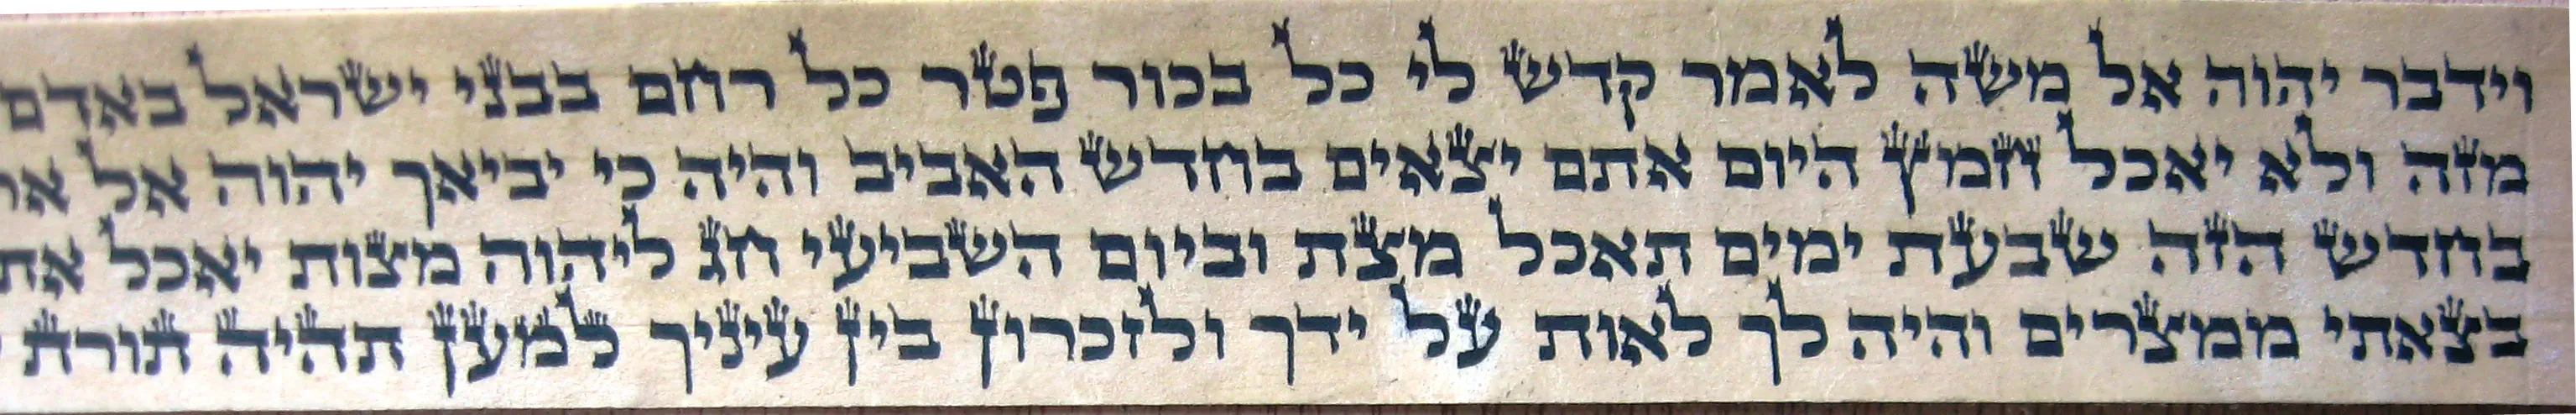 וידבר יהוה אל משה לאמר קדש לי כל בכור פטר כל רחם בבני ישראל באדם
מזה ולא יאכל חמץ היום אתם יצאים בחדש האביב והיה כי יביאך יהוה אל
בחדש הזה שבעת ימים תאכל מצת וביום השביעי חג ליהוה מצות יאכל את
בצאתי ממצרים והיה לך לאות על ידך ולזכרון בין עיניך למען תהיה תורת